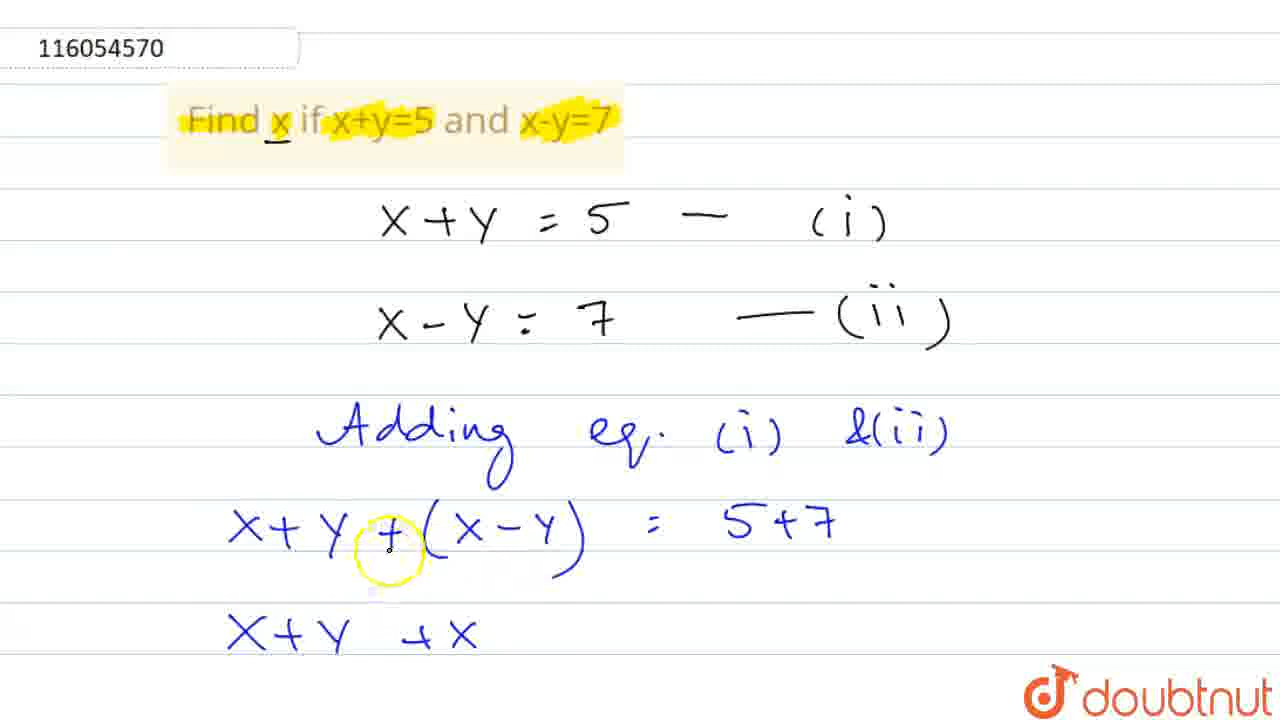 116054570
Find x if x+y=5 and x-y=7
x + y = 5 — (i)
x - y = 7 — (ii)
Adding eq. (i) &(ii)
x + y + (x - y) = 5 + 7
x + y + x
doubtnut